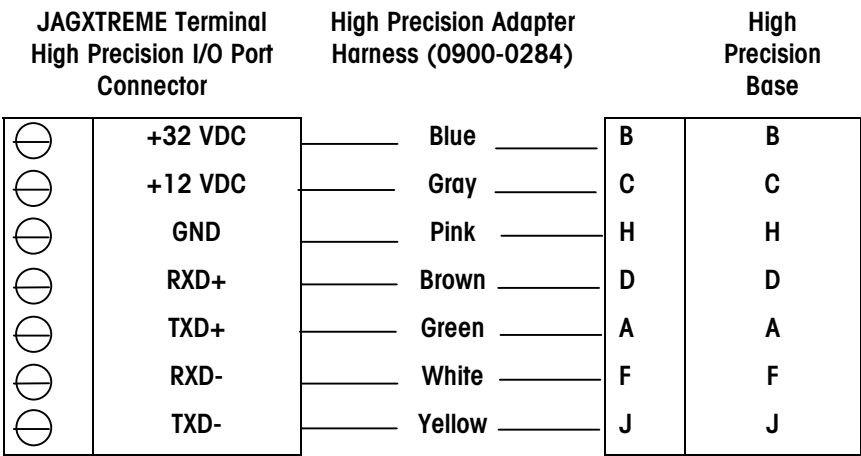 JAGXTREME Terminal High Precision I/O Port Connector
High Precision Adapter Harness (0900-0284)
High Precision Base
+32 VDC Blue B B
+12 VDC Gray C C
GND Pink H H
RXD+ Brown D D
TXD+ Green A A
RXD- White F F
TXD- Yellow J J